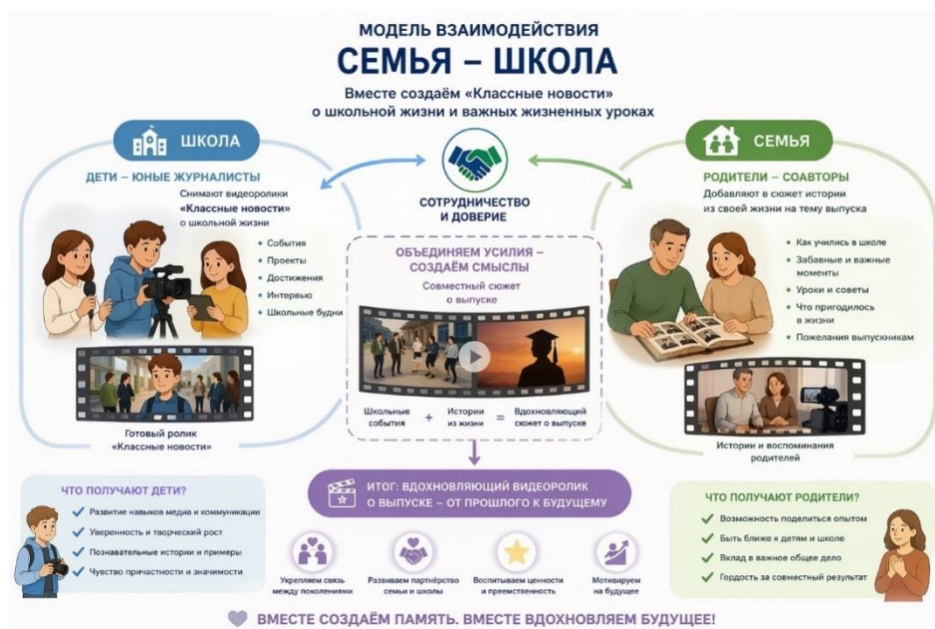 МОДЕЛЬ ВЗАИМОДЕЙСТВИЯ
СЕМЬЯ – ШКОЛА
Вместе создаём «Классные новости»
о школьной жизни и важных жизненных уроках
ШКОЛА
ДЕТИ – ЮНЫЕ ЖУРНАЛИСТЫ
Снимают видеоролики
«Классные новости»
о школьной жизни
• События
• Проекты
• Достижения
• Интервью
• Школьные будни
Готовый ролик
«Классные новости»
СОТРУДНИЧЕСТВО
И ДОВЕРИЕ
ОБЪЕДИНЯЕМ УСИЛИЯ –
СОЗДАЁМ СМЫСЛЫ
Совместный сюжет
о выпуске
Школьные
события
+
Истории
из жизни
=
Вдохновляющий
сюжет о выпуске
СЕМЬЯ
РОДИТЕЛИ – СОАВТОРЫ
Добавляют в сюжет истории
из своей жизни на тему выпуска
• Как учились в школе
• Забавные и важные
моменты
• Уроки и советы
• Что пригодилось
в жизни
• Пожелания выпускникам
Истории и воспоминания
родителей
ЧТО ПОЛУЧАЮТ ДЕТИ?
Развитие навыков медиа и коммуникации
Уверенность и творческий рост
Познавательные истории и примеры
Чувство причастности и значимости
ИТОГ: ВДОХНОВЛЯЮЩИЙ ВИДЕОРОЛИК
О ВЫПУСКЕ – ОТ ПРОШЛОГО К БУДУЩЕМУ
Укрепляем связь
между поколениями
Развиваем партнёрство
семьи и школы
Воспитываем ценности
и преемственность
Мотивируем
на будущее
ЧТО ПОЛУЧАЮТ РОДИТЕЛИ?
Возможность поделиться опытом
Быть ближе к детям и школе
Вклад в важное общее дело
Гордость за совместный результат
ВМЕСТЕ СОЗДАЁМ ПАМЯТЬ. ВМЕСТЕ ВДОХНОВЛЯЕМ БУДУЩЕЕ!